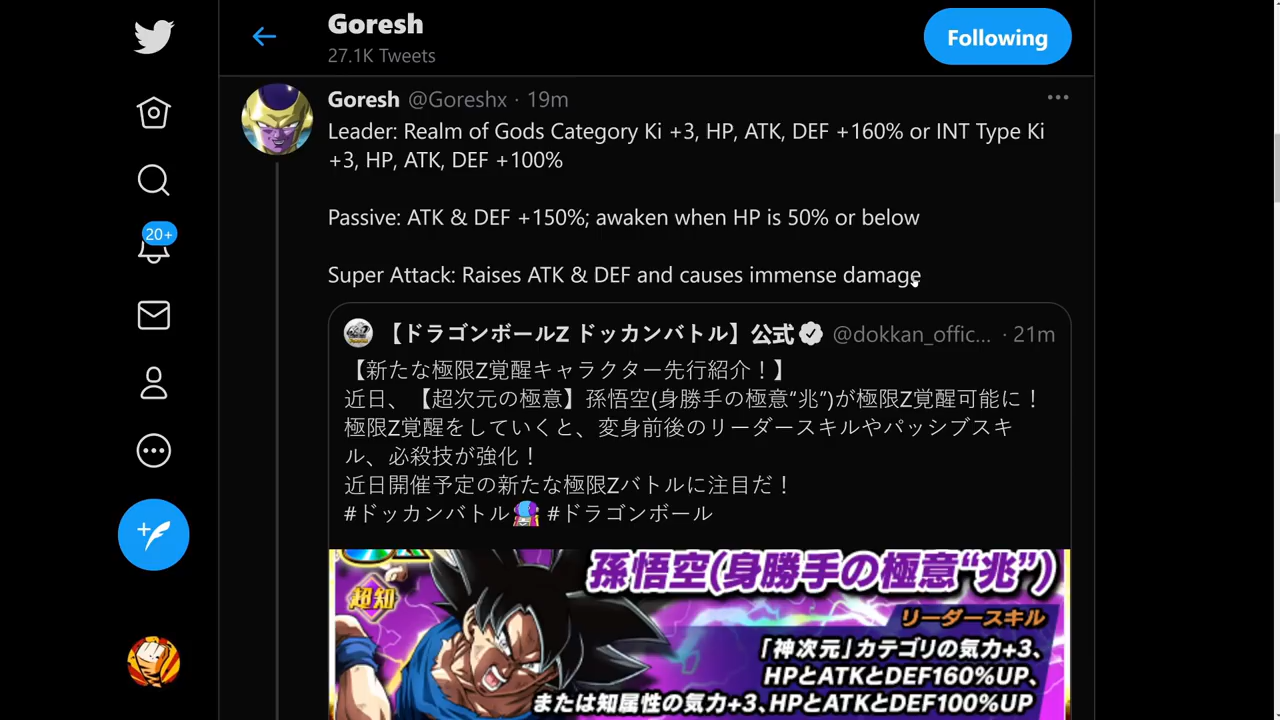 Goresh
27.1K Tweets
Following
Goresh @Goreshx · 19m
Leader: Realm of Gods Category Ki +3, HP, ATK, DEF +160% or INT Type Ki
+3, HP, ATK, DEF +100%
Passive: ATK & DEF +150%; awaken when HP is 50% or below
20+
Super Attack: Raises ATK & DEF and causes immense damage
【ドラゴンボールZ ドッカンバトル】公式 @dokkan_offic... · 21m
【新たな極限Z覚醒キャラクター先行紹介！】
近日、【超次元の極意】孫悟空(身勝手の極意“兆”)が極限Z覚醒可能に！
極限Z覚醒をしていくと、変身前後のリーダースキルやパッシブスキ
ル、必殺技が強化！
近日開催予定の新たな極限Zバトルに注目だ！
#ドッカンバトル #ドラゴンボール
孫悟空(身勝手の極意“兆”)
超知
リーダースキル
「神次元」カテゴリの気力+3、
HPとATKとDEF160%UP、
または知属性の気力+3、HPとATKとDEF100%UP